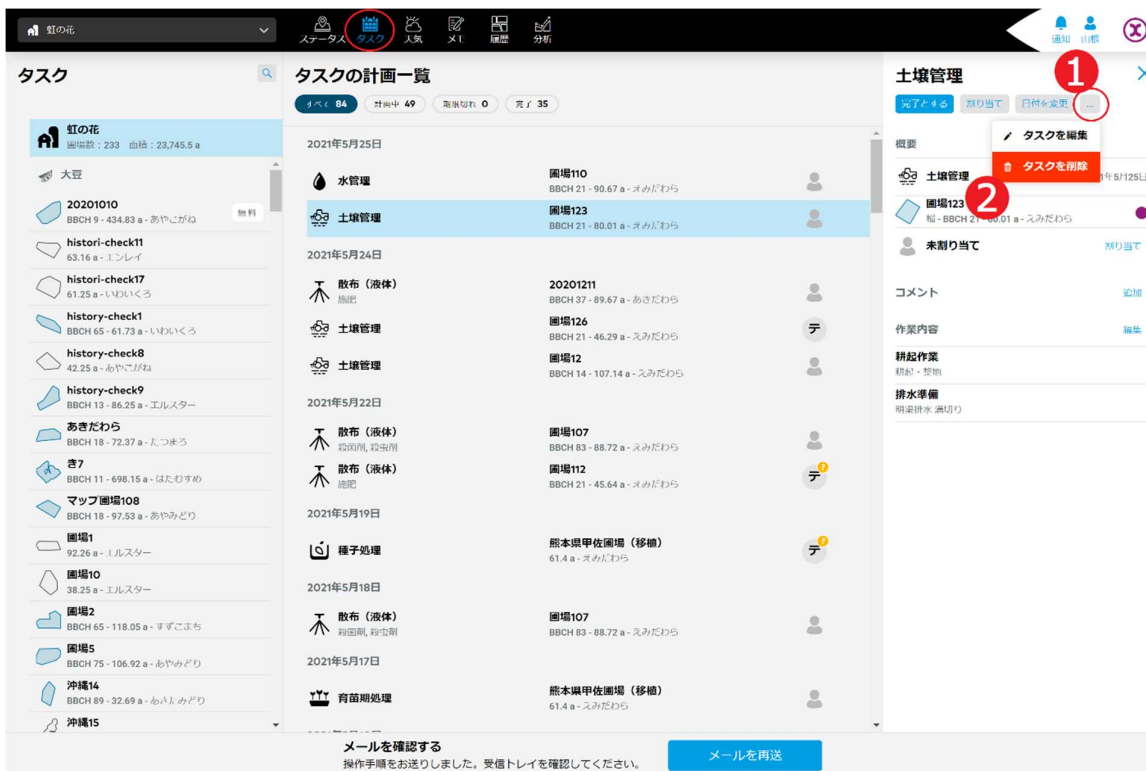 虹の花
ステータス
タスク
天気
メモ
履歴
分析
通知
山根
タスク
虹の花
圃場数：233 面積：23,745.5 a
大豆
20201010
BBCH 9 - 434.83 a - あやこがね
無料
histori-check11
63.16 a - エンレイ
histori-check17
61.25 a - いわいくろ
history-check1
BBCH 65 - 61.73 a - いわいくろ
history-check8
42.25 a - あやこがね
history-check9
BBCH 13 - 86.25 a - エルスター
あきだわら
BBCH 18 - 72.37 a - たつまろ
き7
BBCH 11 - 698.15 a - はたむすめ
マップ圃場108
BBCH 18 - 97.53 a - あやみどり
圃場1
92.26 a - エルスター
圃場10
38.25 a - エルスター
圃場2
BBCH 65 - 118.05 a - すずこまち
圃場5
BBCH 75 - 106.92 a - あやみどり
沖縄14
BBCH 89 - 32.69 a - あきたみどり
沖縄15
タスクの計画一覧
すべて 84
計画中 49
期限切れ 0
完了 35
2021年5月25日
水管理
圃場110
BBCH 21 - 90.67 a - えみだわら
土壌管理
圃場123
BBCH 21 - 80.01 a - えみだわら
2021年5月24日
散布（液体）
施肥
20201211
BBCH 37 - 89.67 a - あきだわら
土壌管理
圃場126
BBCH 21 - 46.29 a - えみだわら
テ
土壌管理
圃場12
BBCH 14 - 107.14 a - えみだわら
2021年5月22日
散布（液体）
殺菌剤, 殺虫剤
圃場107
BBCH 83 - 88.72 a - えみだわら
散布（液体）
施肥
圃場112
BBCH 21 - 45.64 a - えみだわら
テ
?
2021年5月19日
種子処理
熊本県甲佐圃場（移植）
61.4 a - えみだわら
テ
?
2021年5月18日
散布（液体）
殺菌剤, 殺虫剤
圃場107
BBCH 83 - 88.72 a - えみだわら
2021年5月17日
育苗期処理
熊本県甲佐圃場（移植）
61.4 a - えみだわら
土壌管理
1
完了とする
割り当て
日付を変更
...
タスクを編集
タスクを削除
2
概要
土壌管理
年5月25日
圃場123
稲 - BBCH 21 - 80.01 a - えみだわら
未割り当て
割り当て
コメント
追加
作業内容
編集
耕起作業
耕起・整地
排水準備
明渠排水 溝切り
メールを確認する
操作手順をお送りしました。受信トレイを確認してください。
メールを再送